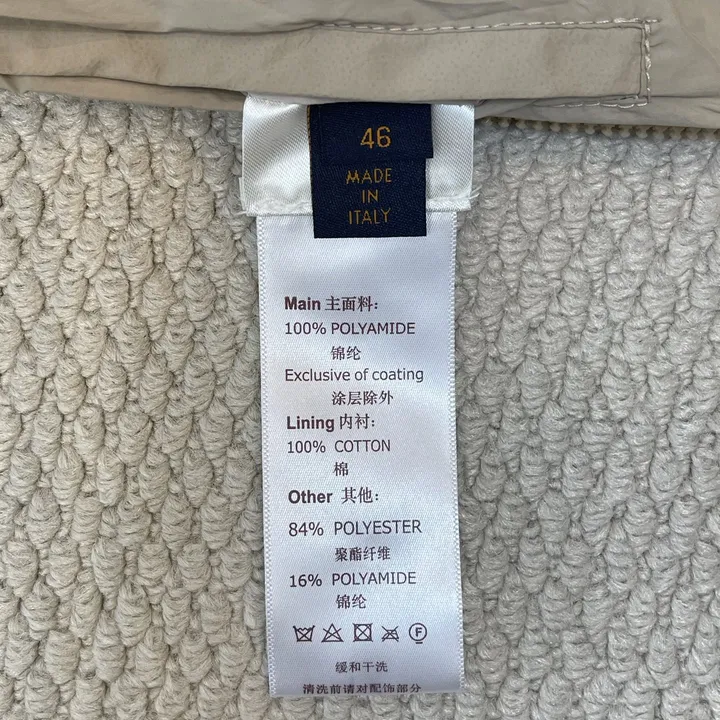 46
MADE
IN
ITALY
Main 主面料:
100% POLYAMIDE
锦纶
Exclusive of coating
涂层除外
Lining 内衬:
100% COTTON
棉
Other 其他:
84% POLYESTER
聚酯纤维
16% POLYAMIDE
锦纶
F
缓和干洗
清洗前请对配饰部分